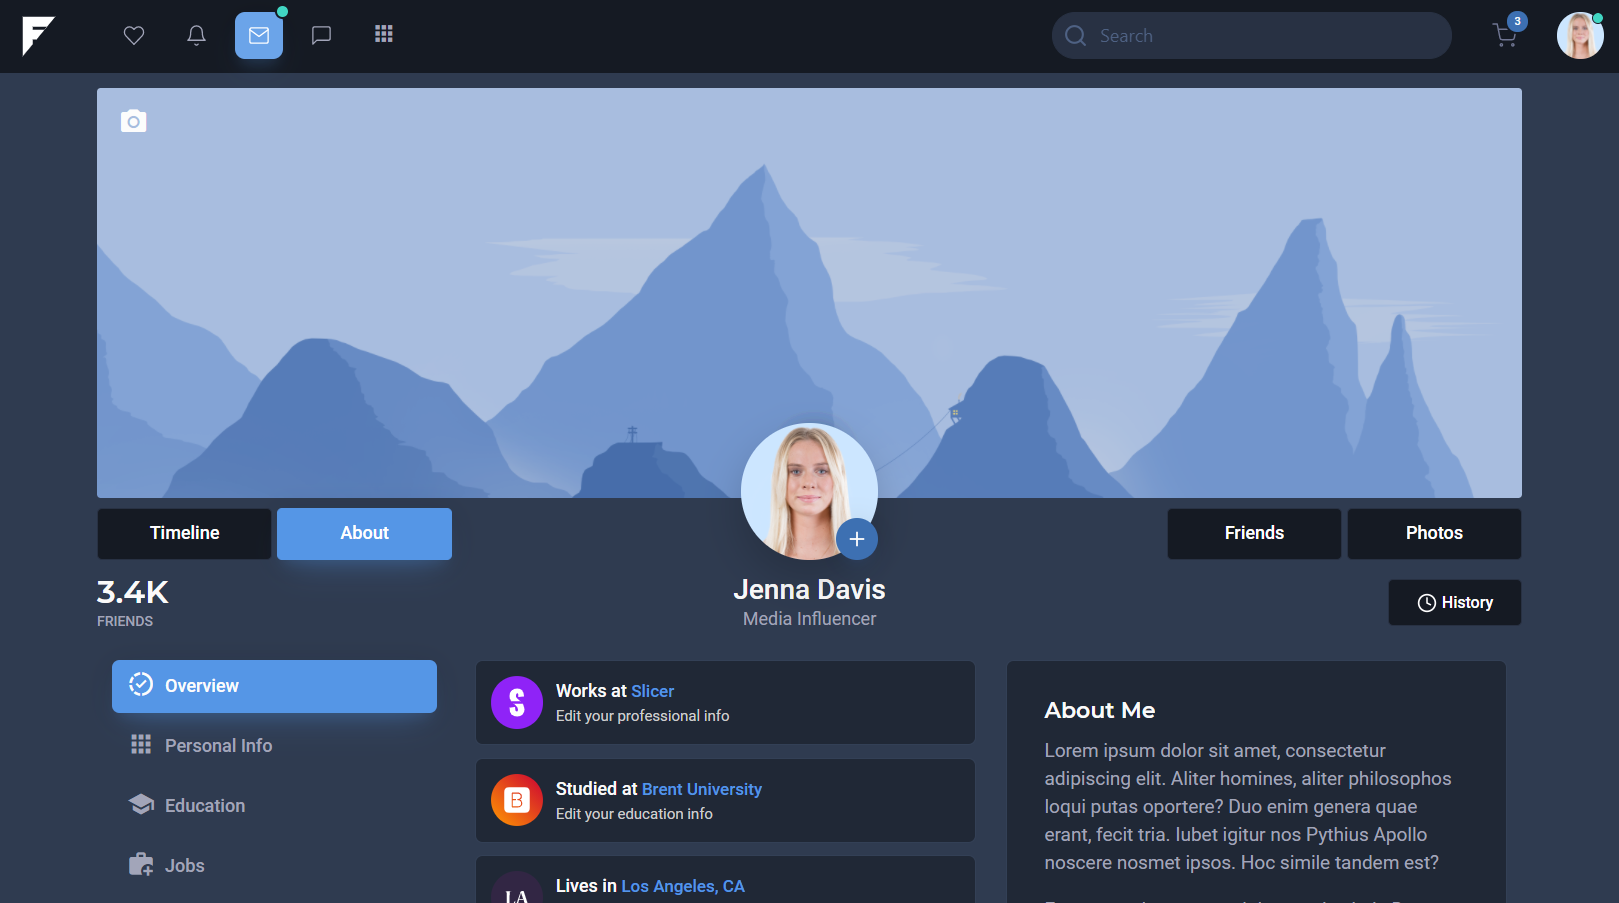 Search
3
Timeline
About
Friends
Photos
3.4K
FRIENDS
Jenna Davis
Media Influencer
History
Overview
Personal Info
Education
Jobs
Works at Slicer
Edit your professional info
Studied at Brent University
Edit your education info
LA
Lives in Los Angeles, CA
About Me
Lorem ipsum dolor sit amet, consectetur
adipiscing elit. Aliter homines, aliter philosophos
loqui putas oportere? Duo enim genera quae
erant, fecit tria. Iubet igitur nos Pythius Apollo
noscere nosmet ipsos. Hoc simile tandem est?